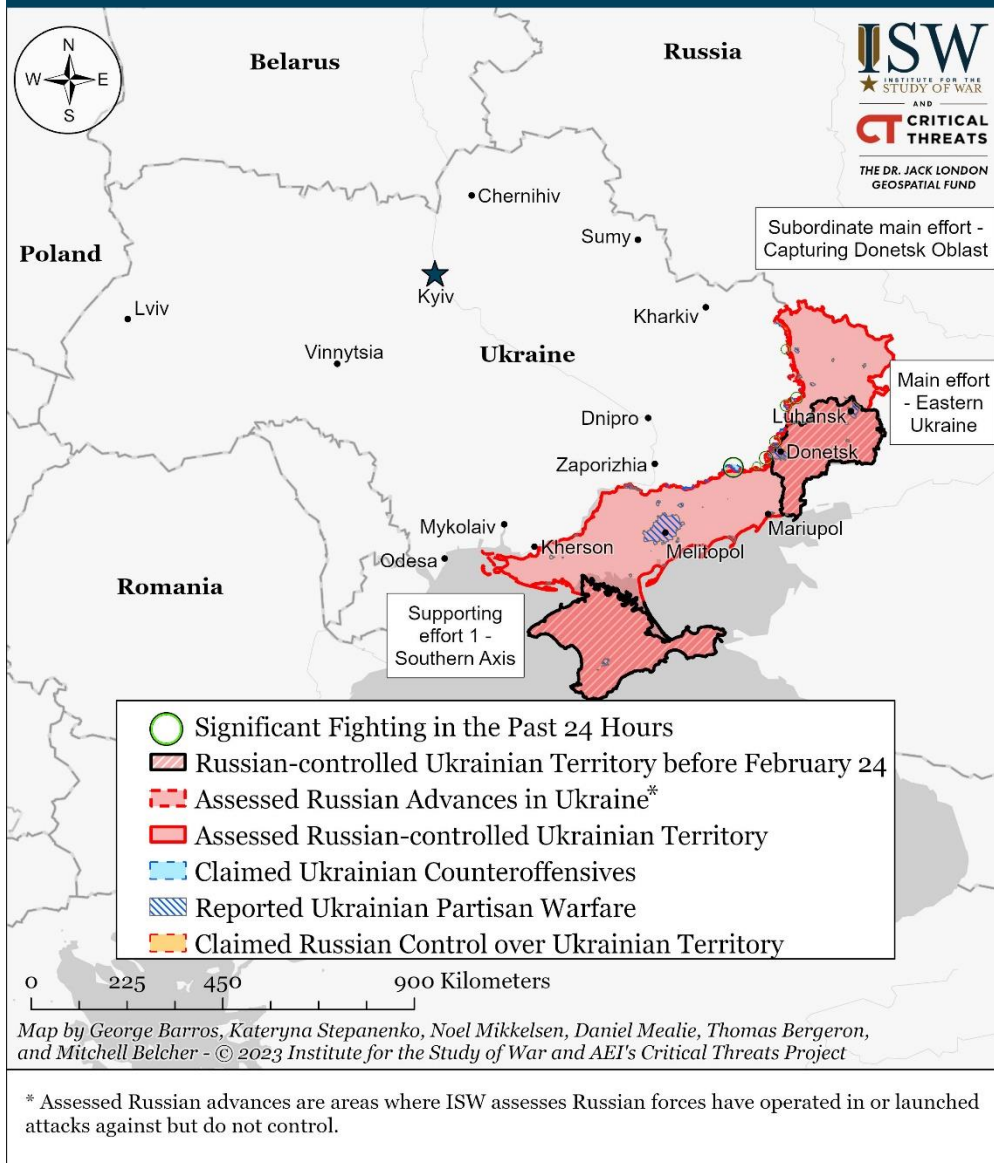 N
W
E
S
Belarus
Russia
ISW
INSTITUTE FOR THE
STUDY OF WAR
AND
CT CRITICAL
THREATS
THE DR. JACK LONDON
GEOSPATIAL FUND
Chernihiv
Sumy
Subordinate main effort -
Capturing Donetsk Oblast
Poland
Kyiv
Lviv
Kharkiv
Vinnytsia
Ukraine
Main effort
- Eastern
Ukraine
Dnipro
Luhansk
Donetsk
Zaporizhia
Mykolaiv
Mariupol
Kherson
Melitopol
Odesa
Romania
Supporting
effort 1 -
Southern Axis
Significant Fighting in the Past 24 Hours
Russian-controlled Ukrainian Territory before February 24
Assessed Russian Advances in Ukraine*
Assessed Russian-controlled Ukrainian Territory
Claimed Ukrainian Counteroffensives
Reported Ukrainian Partisan Warfare
Claimed Russian Control over Ukrainian Territory
0 225 450 900 Kilometers
Map by George Barros, Kateryna Stepanenko, Noel Mikkelsen, Daniel Mealie, Thomas Bergeron,
and Mitchell Belcher - © 2023 Institute for the Study of War and AEI's Critical Threats Project
* Assessed Russian advances are areas where ISW assesses Russian forces have operated in or launched
attacks against but do not control.